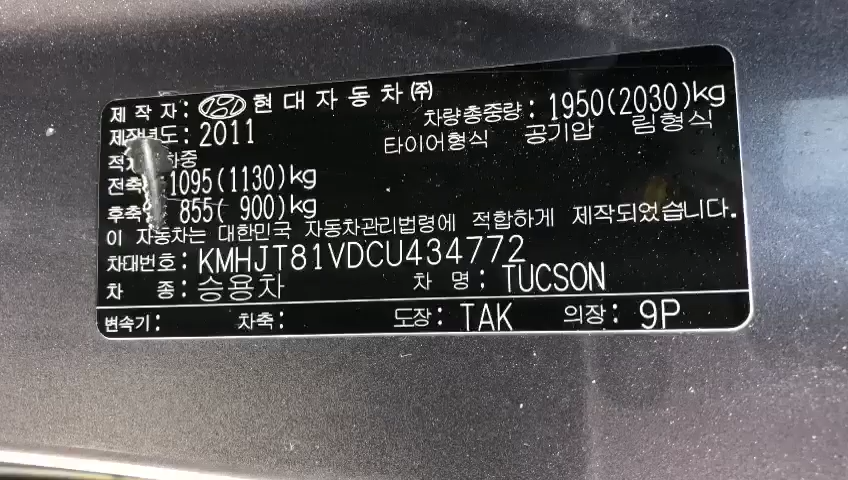 제 작 자: 현대자동차㈜
제작년도: 2011 차량총중량: 1950(2030)kg
타이어형식 공기압 림형식
차중
전축 1095(1130)kg
후축 855( 900)kg
이 자동차는 대한민국 자동차관리법령에 적합하게 제작되었습니다.
차대번호: KMHJT81VDCU434772
차 종: 승용차 차 명: TUCSON
변속기: 차축: 도장: TAK 의장: 9P